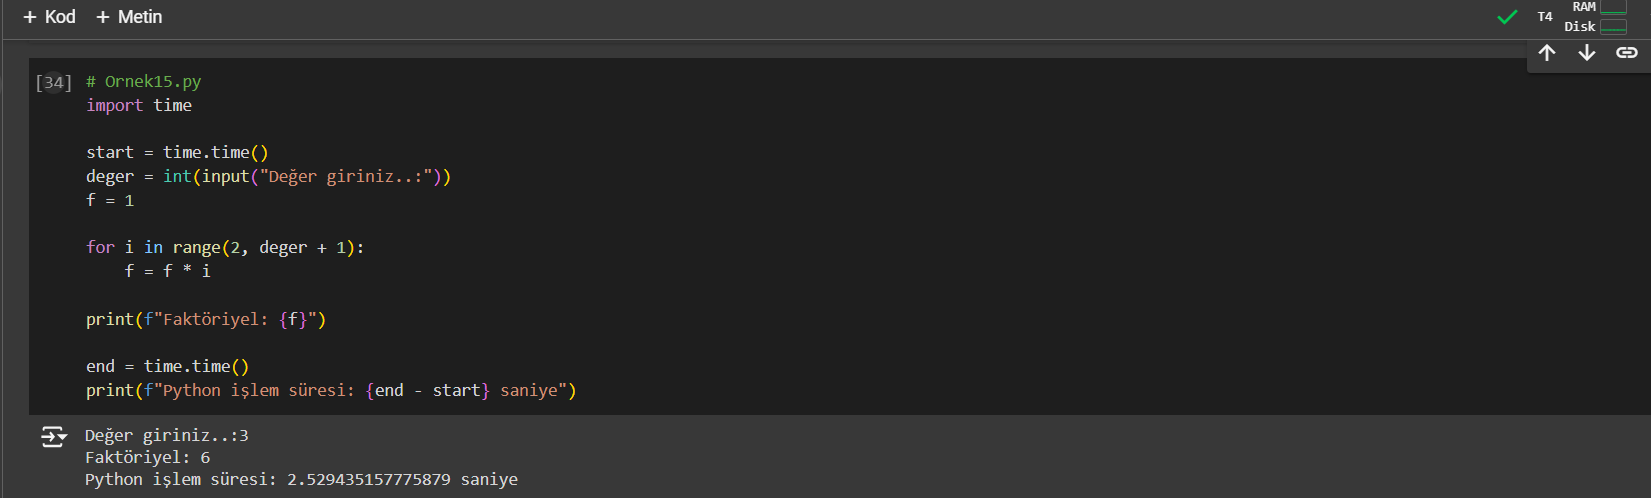 + Kod + Metin
T4 RAM
Disk
[34] # Ornek15.py
import time
start = time.time()
deger = int(input("Değer giriniz..:"))
f = 1
for i in range(2, deger + 1):
    f = f * i
print(f"Faktöriyel: {f}")
end = time.time()
print(f"Python işlem süresi: {end - start} saniye")
Değer giriniz..:3
Faktöriyel: 6
Python işlem süresi: 2.529435157775879 saniye